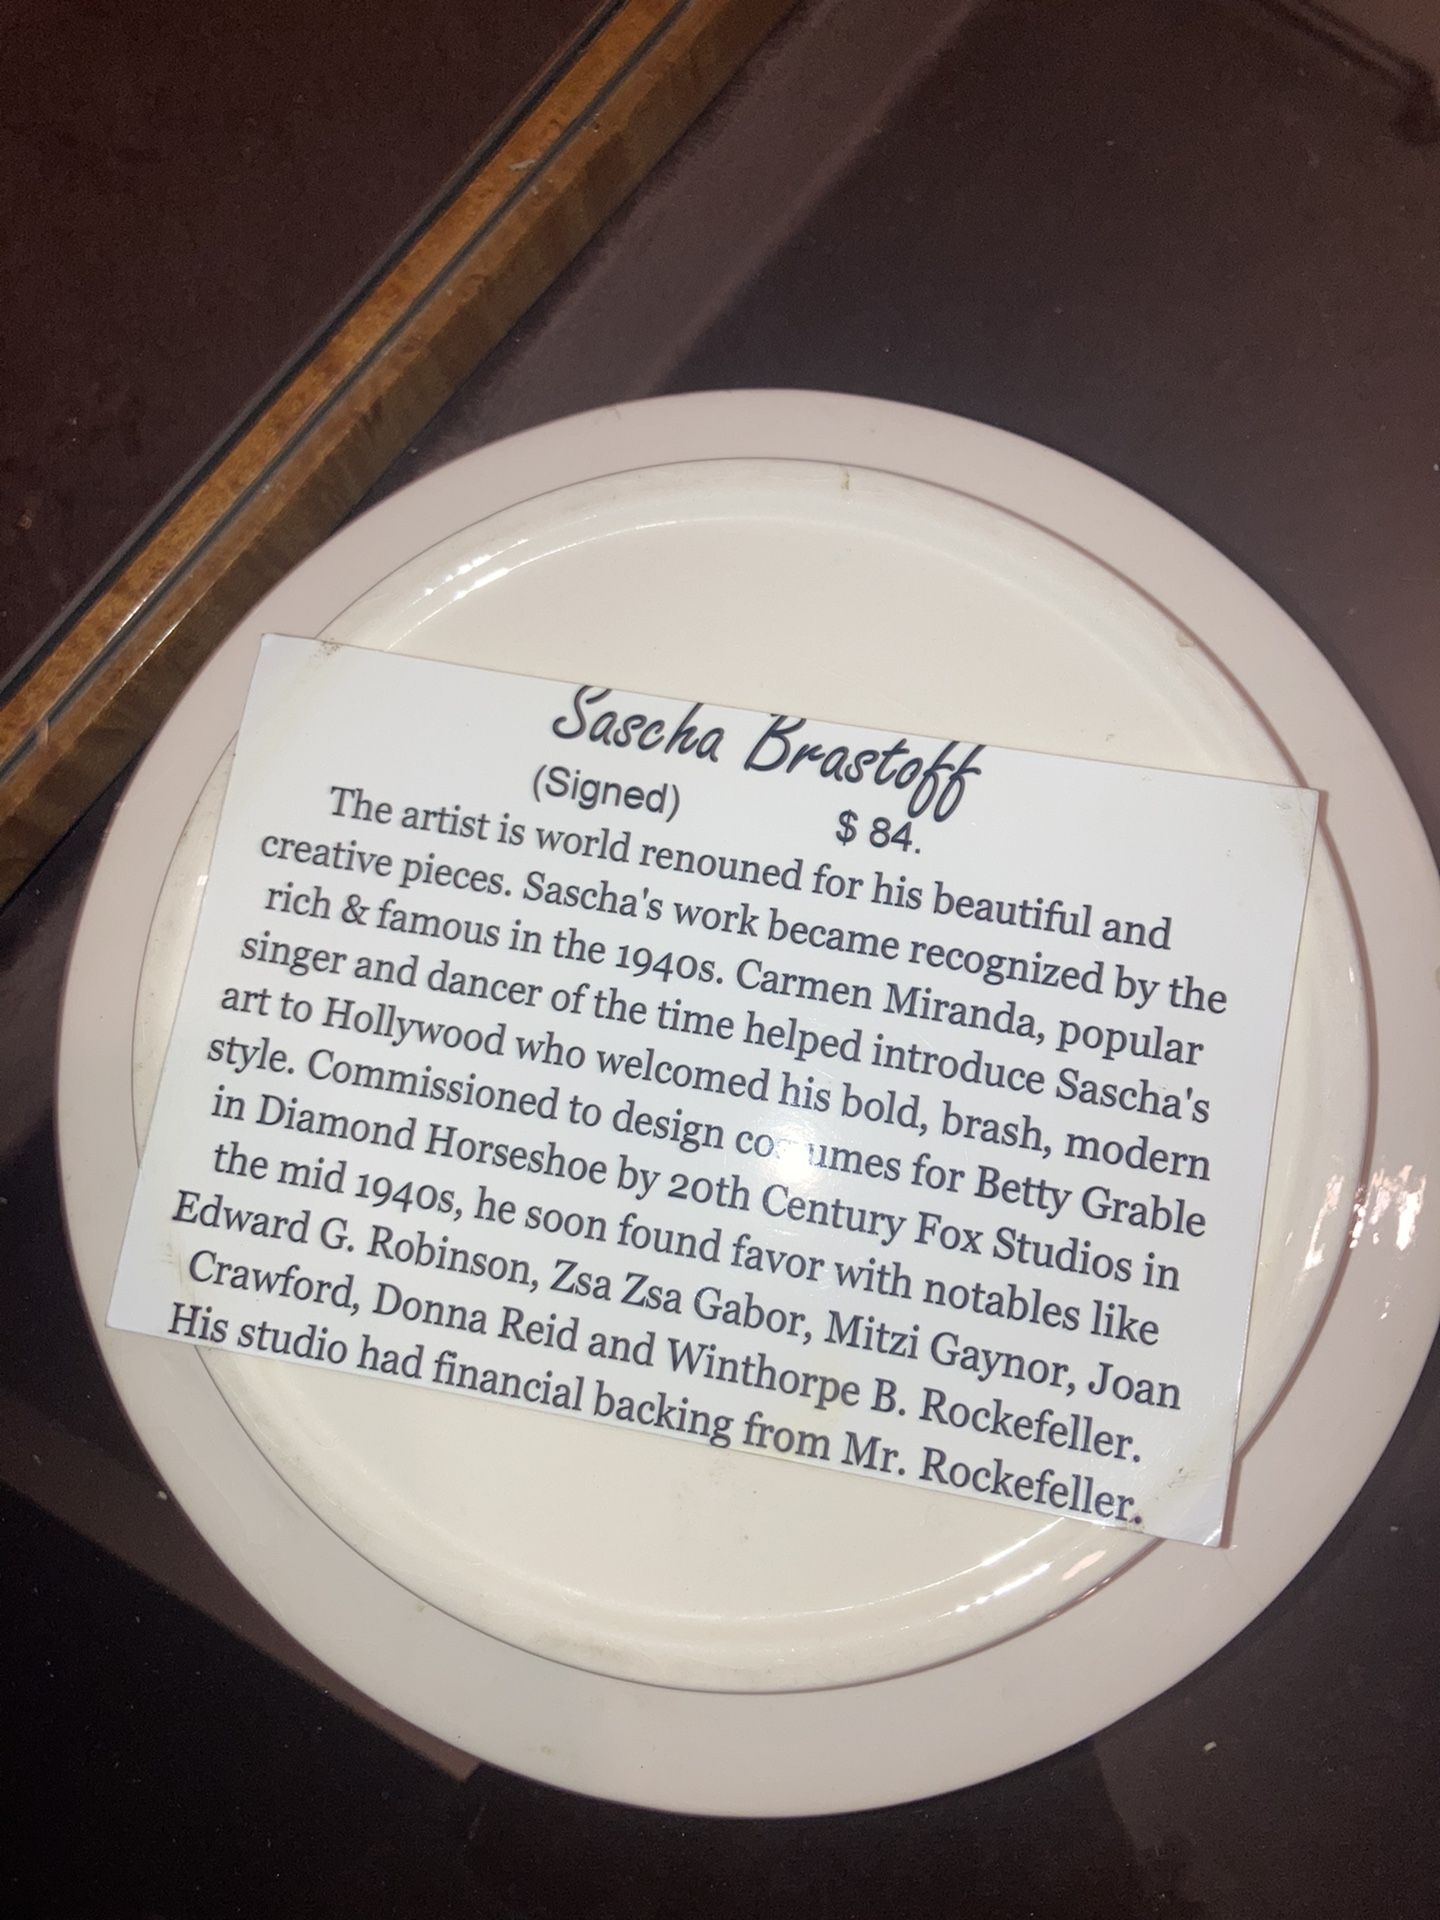 Sascha Brastoff
(Signed) $ 84.
The artist is world renouned for his beautiful and
creative pieces. Sascha's work became recognized by the
rich & famous in the 1940s. Carmen Miranda, popular
singer and dancer of the time helped introduce Sascha's
art to Hollywood who welcomed his bold, brash, modern
style. Commissioned to design costumes for Betty Grable
in Diamond Horseshoe by 20th Century Fox Studios in
the mid 1940s, he soon found favor with notables like
Edward G. Robinson, Zsa Zsa Gabor, Mitzi Gaynor, Joan
Crawford, Donna Reid and Winthorpe B. Rockefeller.
His studio had financial backing from Mr. Rockefeller.